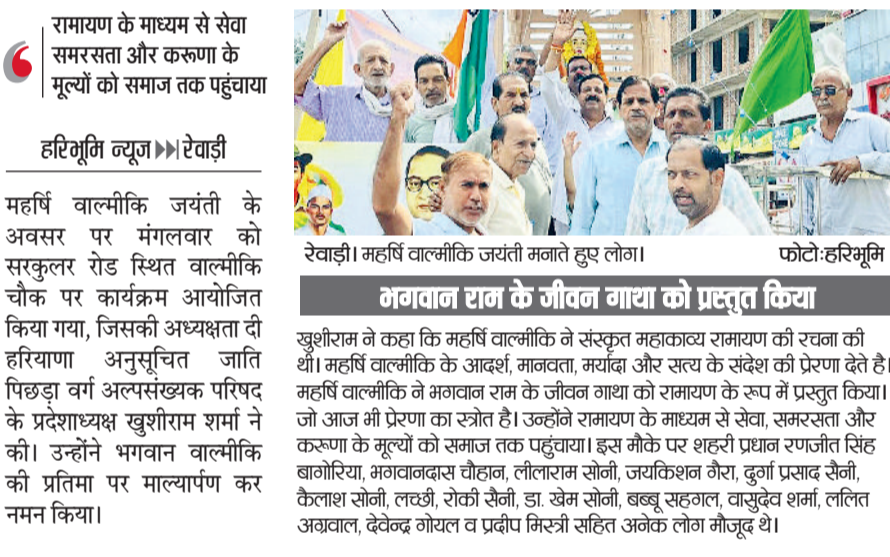 रामायण के माध्यम से सेवा
समरसता और करूणा के
मूल्यों को समाज तक पहुंचाया
हरिभूमि न्यूज▶▶|रेवाड़ी
महर्षि वाल्मीकि जयंती के
अवसर पर मंगलवार को
सरकुलर रोड स्थित वाल्मीकि
चौक पर कार्यक्रम आयोजित
किया गया, जिसकी अध्यक्षता दी
हरियाणा अनुसूचित जाति
पिछड़ा वर्ग अल्पसंख्यक परिषद
के प्रदेशाध्यक्ष खुशीराम शर्मा ने
की। उन्होंने भगवान वाल्मीकि
की प्रतिमा पर माल्यार्पण कर
नमन किया।
रेवाड़ी। महर्षि वाल्मीकि जयंती मनाते हुए लोग। फोटो:हरिभूमि
भगवान राम के जीवन गाथा को प्रस्तुत किया
खुशीराम ने कहा कि महर्षि वाल्मीकि ने संस्कृत महाकाव्य रामायण की रचना की
थी। महर्षि वाल्मीकि के आदर्श, मानवता, मर्यादा और सत्य के संदेश की प्रेरणा देते है।
महर्षि वाल्मीकि ने भगवान राम के जीवन गाथा को रामायण के रूप में प्रस्तुत किया।
जो आज भी प्रेरणा का स्त्रोत है। उन्होंने रामायण के माध्यम से सेवा, समरसता और
करूणा के मूल्यों को समाज तक पहुंचाया। इस मौके पर शहरी प्रधान रणजीत सिंह
बागोरिया, भगवानदास चौहान, लीलाराम सोनी, जयकिशन गैरा, दुर्गा प्रसाद सैनी,
कैलाश सोनी, लच्छी, रोकी सैनी, डा. खेम सोनी, बब्बू सहगल, वासुदेव शर्मा, ललित
अग्रवाल, देवेन्द्र गोयल व प्रदीप मिस्त्री सहित अनेक लोग मौजूद थे।